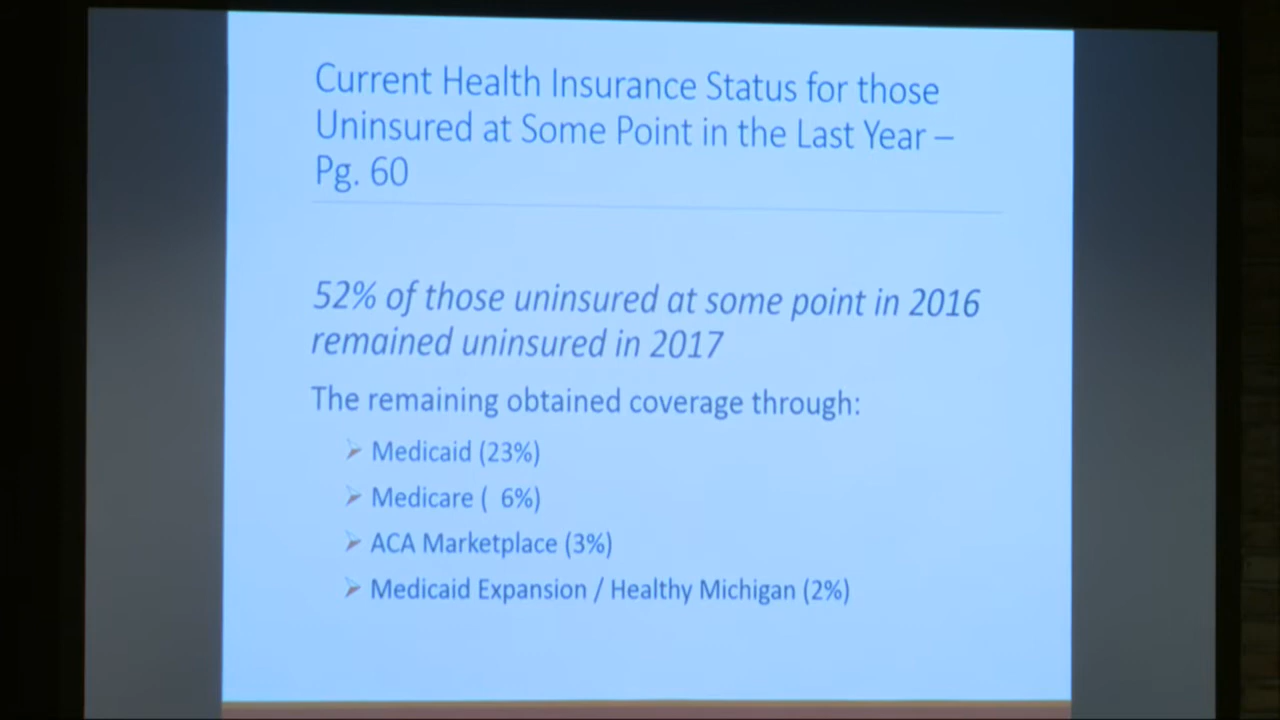 Current Health Insurance Status for those
Uninsured at Some Point in the Last Year –
Pg. 60
52% of those uninsured at some point in 2016
remained uninsured in 2017
The remaining obtained coverage through:
Medicaid (23%)
Medicare ( 6%)
ACA Marketplace (3%)
Medicaid Expansion / Healthy Michigan (2%)